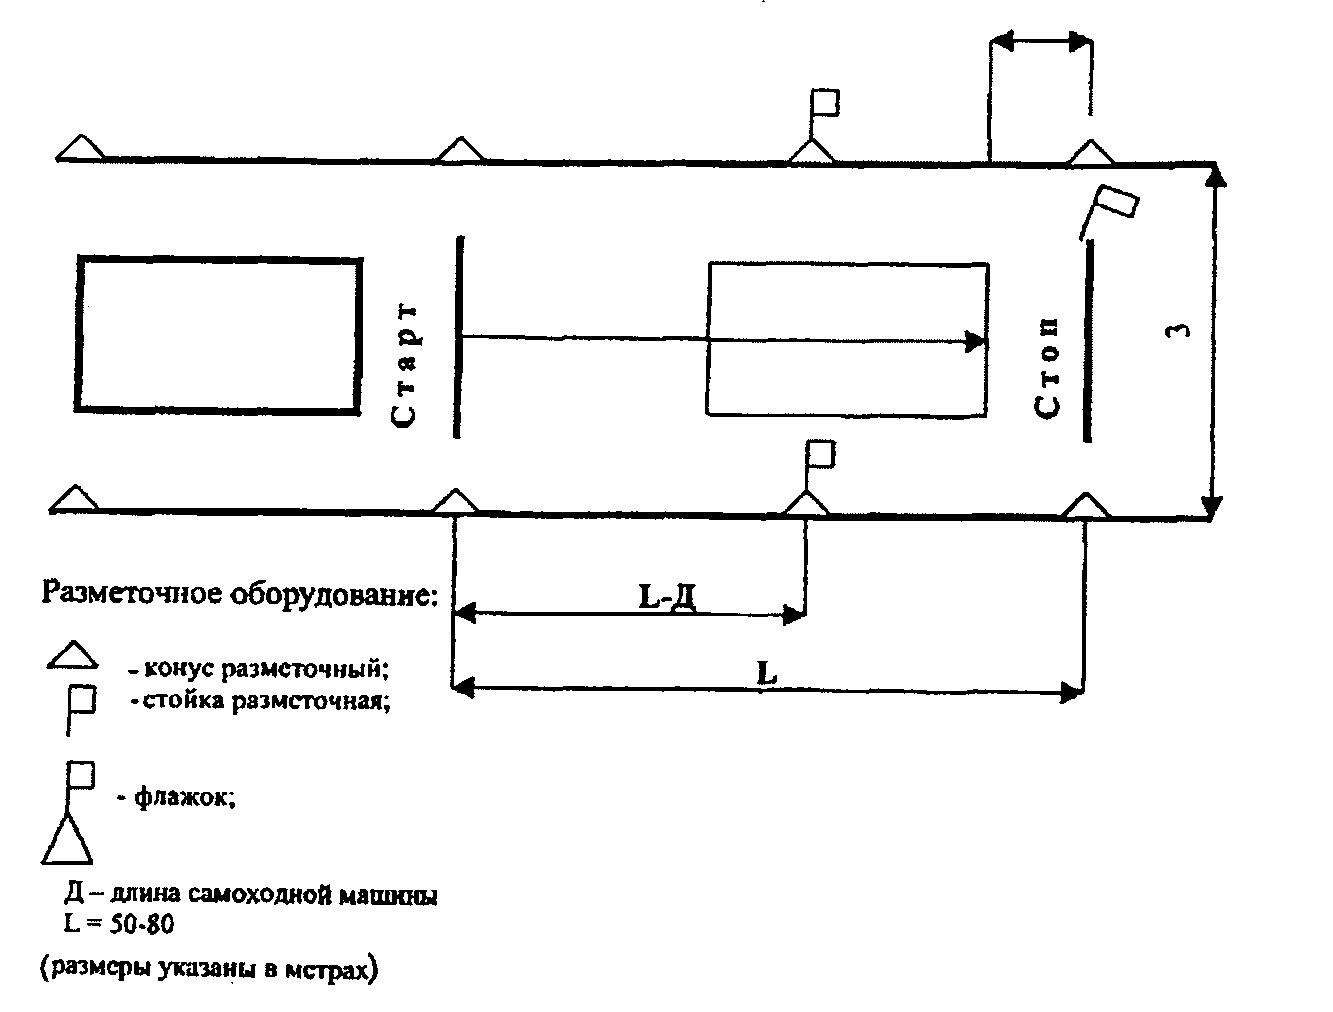 Старт
Стоп
3
L-Д
L
Разметочное оборудование:
- конус разметочный;
- стойка разметочная;
- флажок;
Д – длина самоходной машины
L = 50-80
(размеры указаны в метрах)